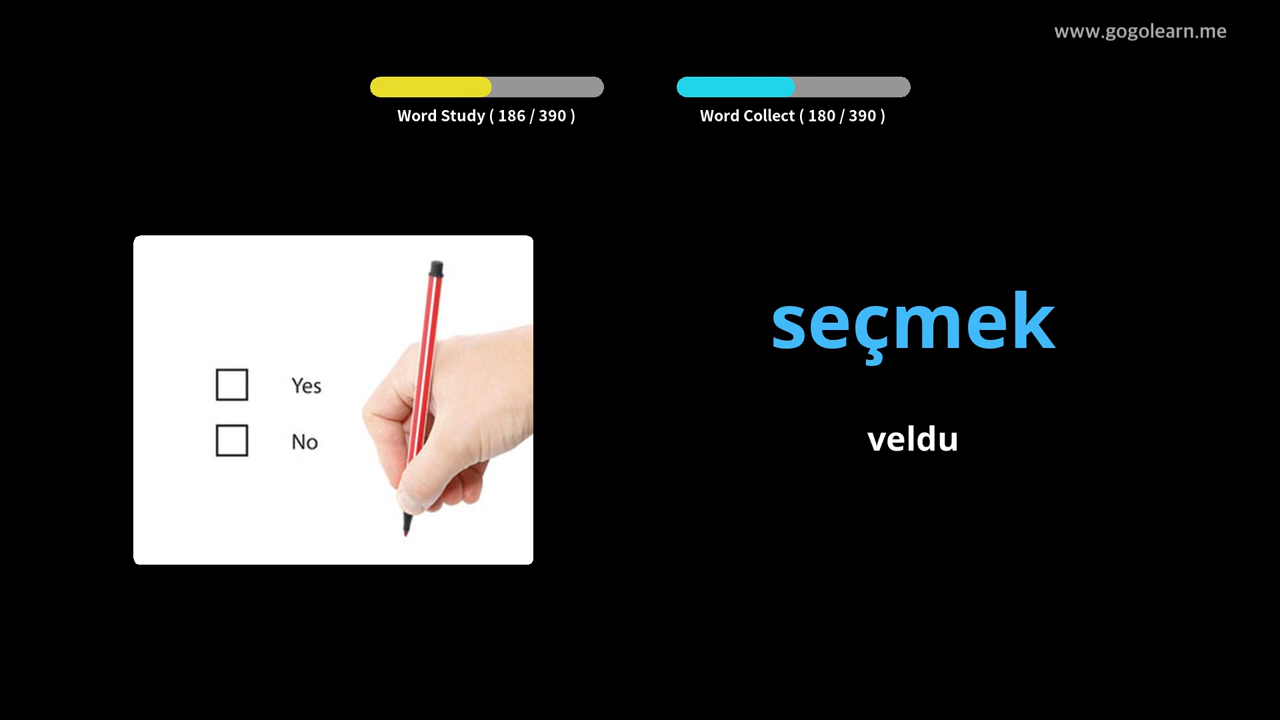 www.gogolearn.me
Word Study ( 186 / 390 )
Word Collect ( 180 / 390 )
Yes
No
seçmek
veldu